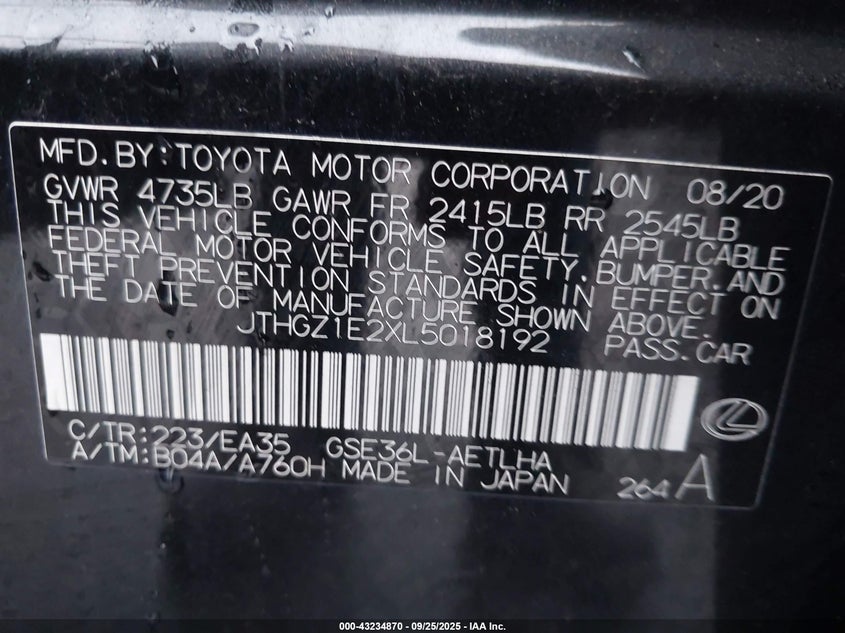 MFD.BY:TOYOTA MOTOR CORPORATION 08/20
GVWR 4735LB GAWR FR 2415LB RR 2545LB
THIS VEHICLE CONFORMS TO ALL APPLICABLE
FEDERAL MOTOR VEHICLE SAFETY,BUMPER,AND
THEFT PREVENTION STANDARDS IN EFFECT ON
THE DATE OF MANUFACTURE SHOWN ABOVE.
JTHGZ1E2XL5018192 PASS.CAR
C/TR:223/EA35 GSE36L-AETLHA
A/TM:B04A/A760H MADE IN JAPAN 264A
000-43234870 | 09/25/2025 | IAA Inc.